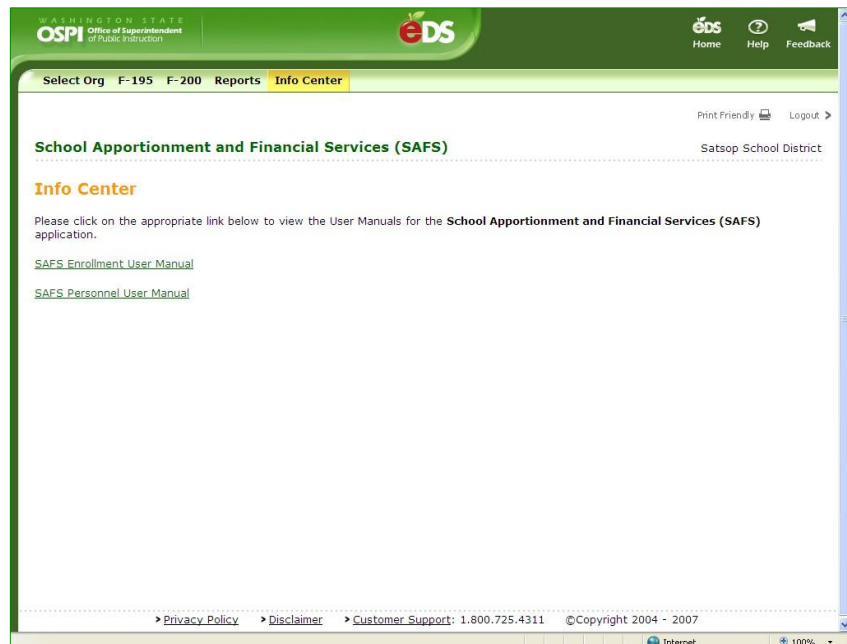 WASHINGTON STATE
OSPI Office of Superintendent
of Public Instruction
eDS
eDS
Home
Help
Feedback
Select Org F-195 F-200 Reports Info Center
Print Friendly Logout >
School Apportionment and Financial Services (SAFS)
Satsop School District
Info Center
Please click on the appropriate link below to view the User Manuals for the School Apportionment and Financial Services (SAFS)
application.
SAFS Enrollment User Manual
SAFS Personnel User Manual
> Privacy Policy > Disclaimer > Customer Support: 1.800.725.4311 ©Copyright 2004 - 2007
Internet 100%